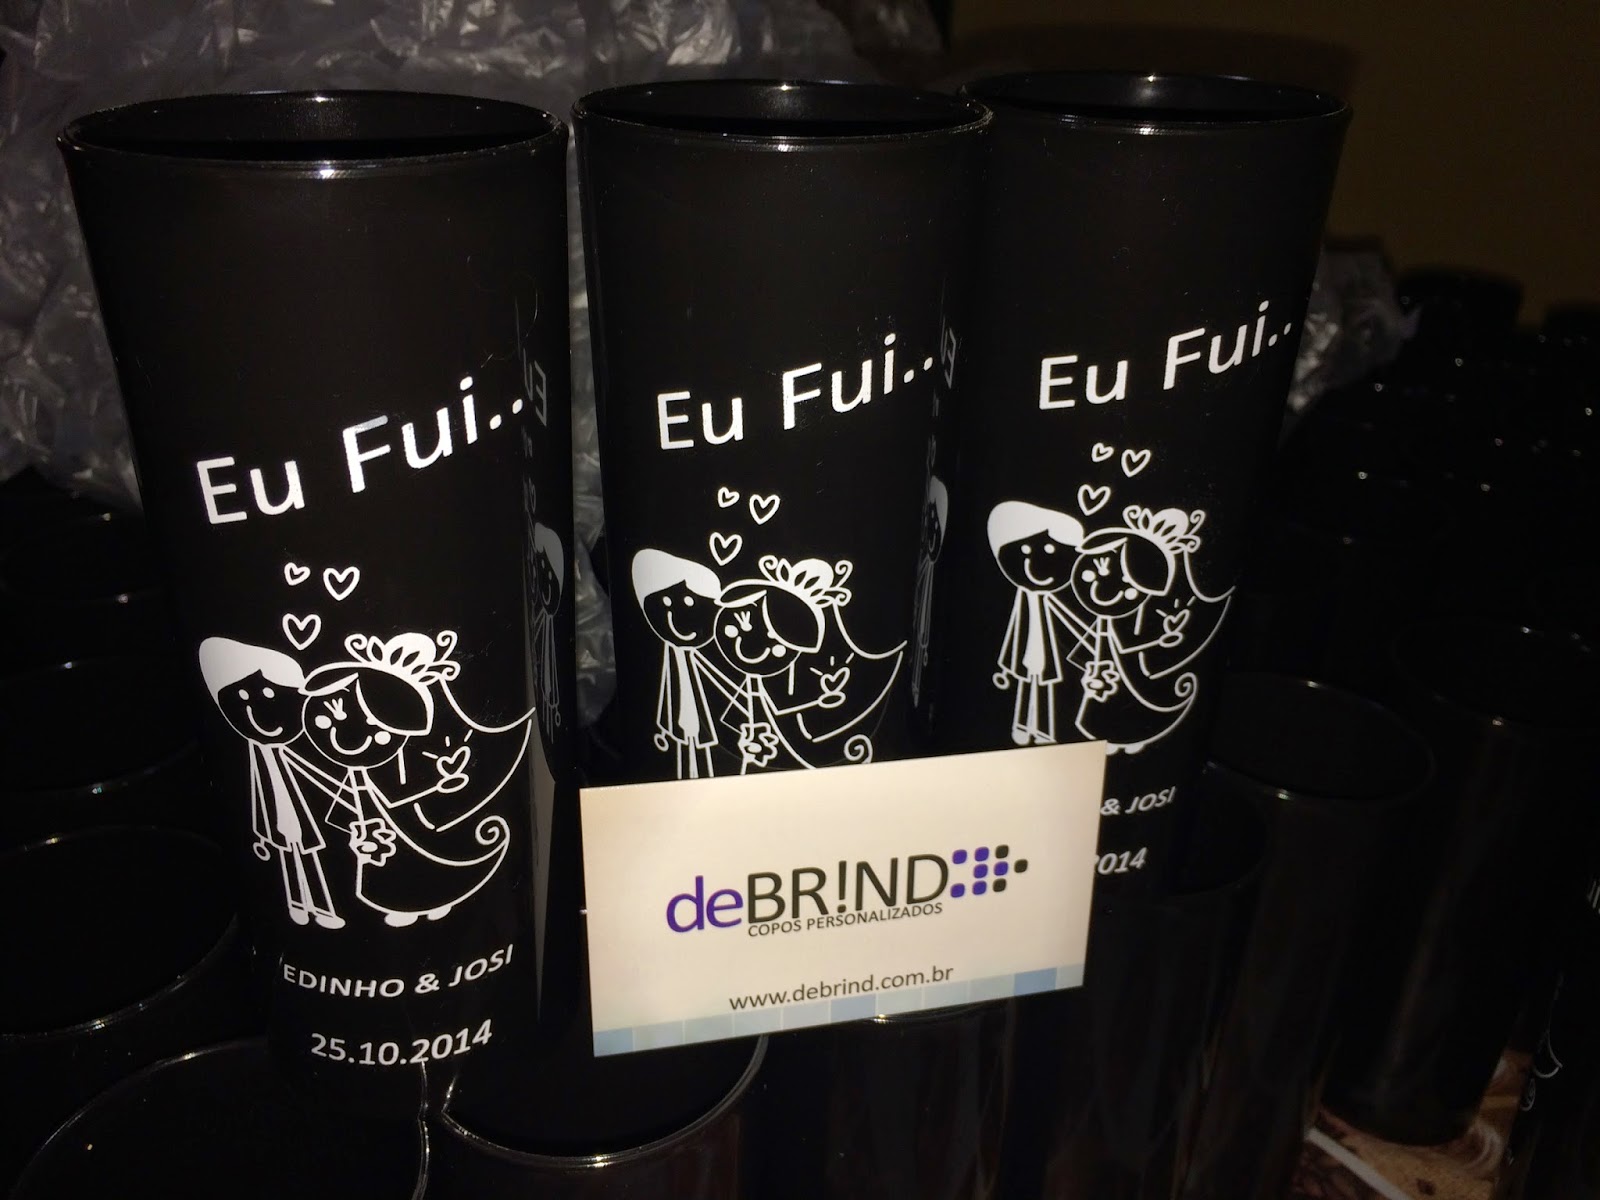 Eu Fui..
EDINHO & JOSI
25.10.2014
Eu Fui..
Eu Fui..
& JOSI
2014
deBR!ND
COPOS PERSONALIZADOS
www.debrind.com.br